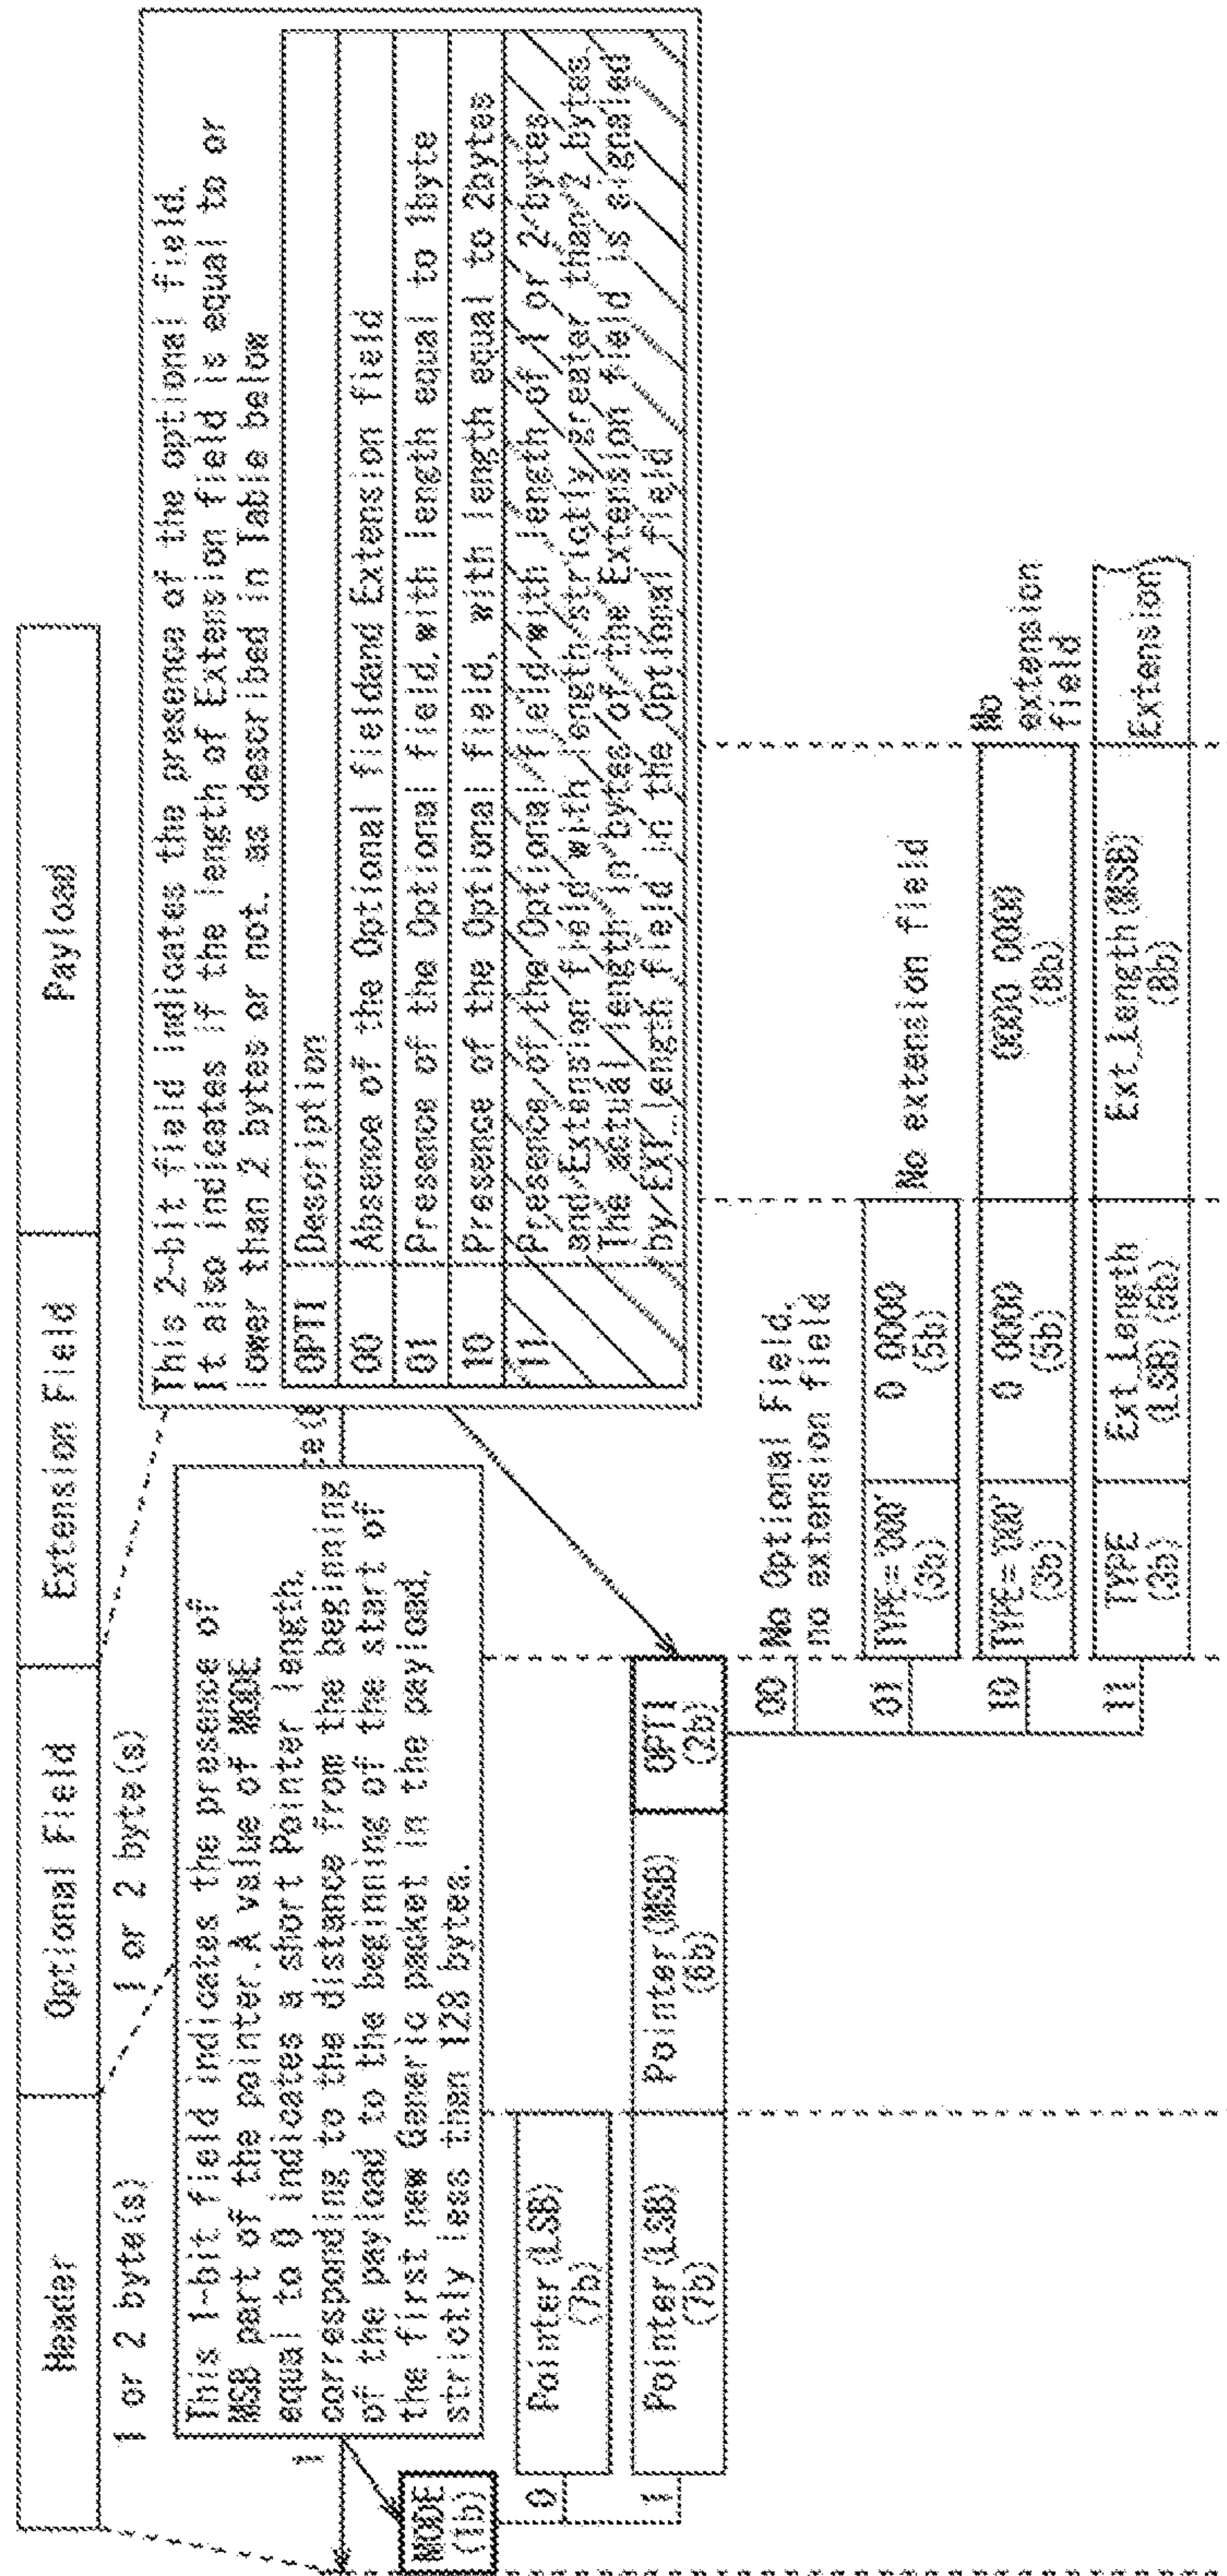 Header
Optional Field
Extension Field
Payload
1 or 2 byte(s)
1 or 2 byte(s)
This 1-bit field indicates the presence of
MSB part of the pointer.A value of MODE
equal to 0 indicates a short Pointer length,
corresponding to the distance from the beginning
of the payload to the beginning of the start of
the first new Generic packet in the payload,
strictly less then 128 bytes.
This 2-bit field indicates the presence of the optional field.
It also indicates if the length of Extension field is equal to or
lower than 2 bytes or not, as described in Table below
OPTI Description
00 Absence of the Optional fieldand Extension field
01 Presence of the Optional field,with length equal to 1byte
10 Presence of the Optional field, with length equal to 2bytes
11 Presence of the Optional field with length of 1 or 2 bytes
and Extension field with length strictly greater than 2 bytes.
The actual length in bytes of the Extension field is signaled
by EXT_length field in the Optional field
1
MODE
(1b)
0
Pointer(LSB)
(7b)
1
Pointer(LSB)
(7b)
Pointer(MSB)
(6b)
OPTI
(2b)
00
No Optional Field,
no extension field
01
TYPE='000'
(3b)
0 0000
(5b)
No extension field
10
TYPE='000'
(3b)
0 0000
(5b)
0000 0000
(8b)
No
extension
field
11
TYPE
(3b)
Ext_Length
(LSB)(5b)
Ext_Length(MSB)
(8b)
Extension